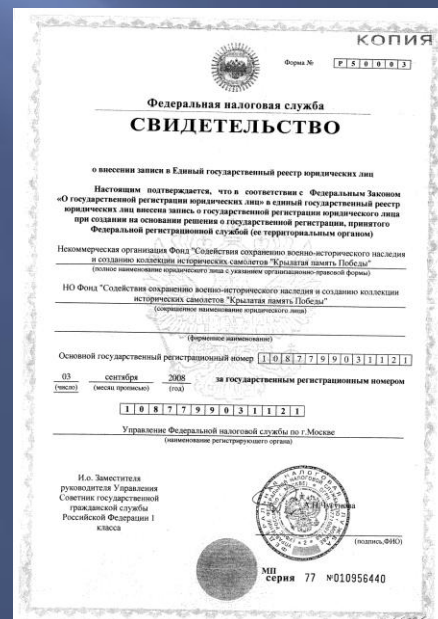 КОПИЯ
Форма № Р 5 0 0 0 3
Федеральная налоговая служба
СВИДЕТЕЛЬСТВО
о внесении записи в Единый государственный реестр юридических лиц
Настоящим подтверждается, что в соответствии с Федеральным Законом
«О государственной регистрации юридических лиц» в единый государственный реестр
юридических лиц внесена запись о государственной регистрации юридического лица
при создании на основании решения о государственной регистрации, принятого
Федеральной регистрационной службой (ее территориальным органом)
Некоммерческая организация Фонд "Содействия сохранению военно-исторического наследия
и созданию коллекции исторических самолетов "Крылатая память Победы"
(полное наименование юридического лица с указанием организационно-правовой формы)
НО Фонд "Содействия сохранению военно-исторического наследия и созданию коллекции
исторических самолетов "Крылатая память Победы"
(сокращенное наименование юридического лица)
(фирменное наименование)
Основной государственный регистрационный номер 1 0 8 7 7 9 9 0 3 1 1 2 1
03 сентября 2008 за государственным регистрационным номером
(число) (месяц прописью) (год)
1 0 8 7 7 9 9 0 3 1 1 2 1
Управление Федеральной налоговой службы по г.Москве
(наименование регистрирующего органа)
И.о. Заместителя
руководителя Управления
Советник государственной
гражданской службы
Российской Федерации 1
класса
(подпись,ФИО)
МП
серия 77 №010956440